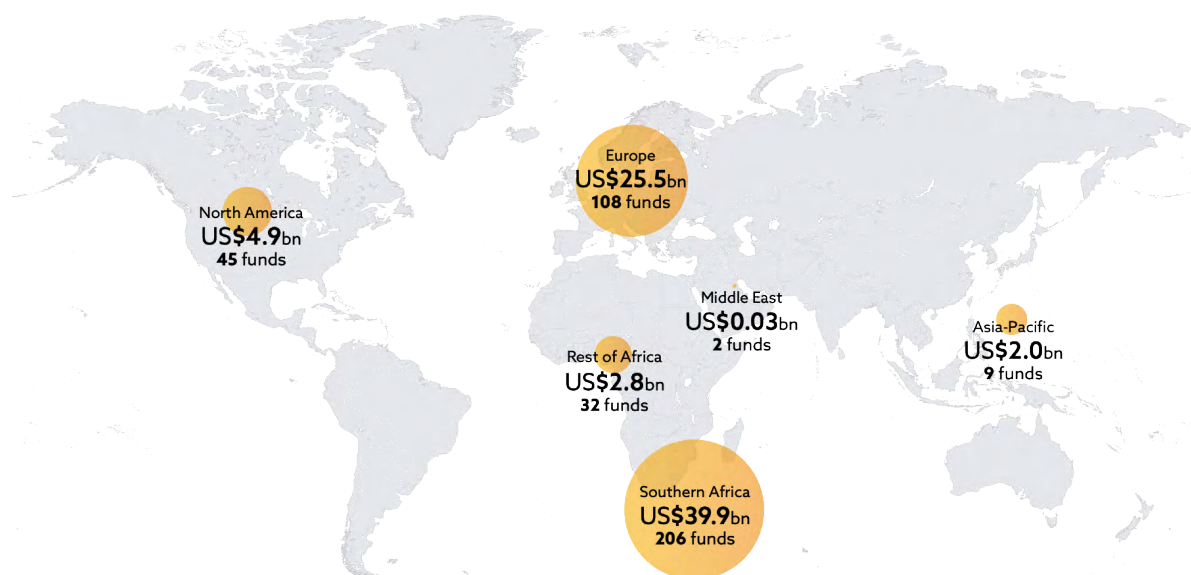 Europe
US$25.5bn
108 funds
North America
US$4.9bn
45 funds
Middle East
US$0.03bn
2 funds
Asia-Pacific
US$2.0bn
9 funds
Rest of Africa
US$2.8bn
32 funds
Southern Africa
US$39.9bn
206 funds